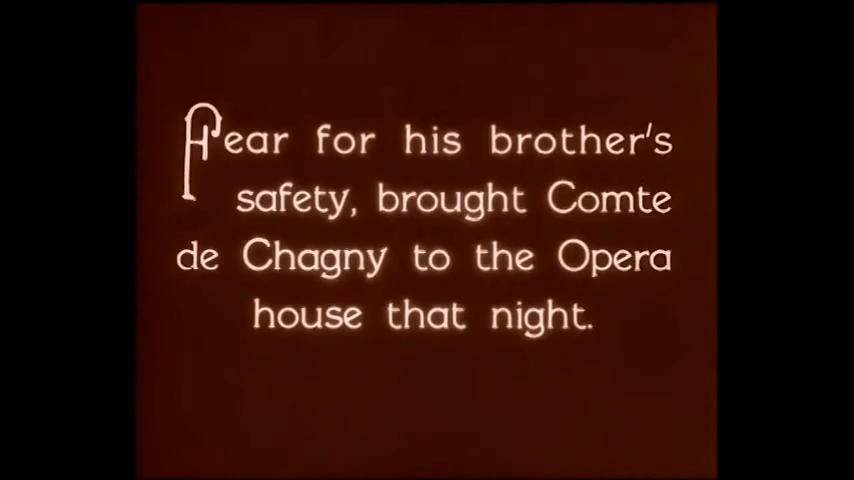 Fear for his brother's
safety, brought Comte
de Chagny to the Opera
house that night.